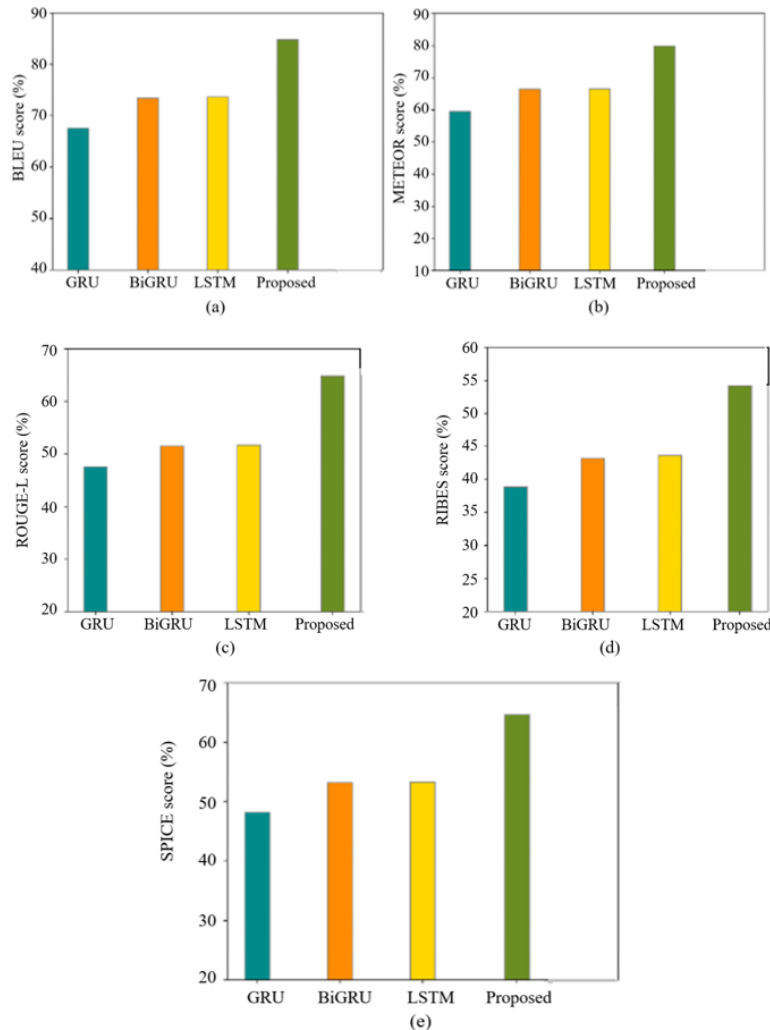 BLEU score (%)
90
80
70
60
50
40
GRU BiGRU LSTM Proposed
(a)
METEOR score (%)
90
80
70
60
50
40
30
20
10
GRU BiGRU LSTM Proposed
(b)
ROUGE-L score (%)
70
60
50
40
30
20
GRU BiGRU LSTM Proposed
(c)
RIBES score (%)
60
55
50
45
40
35
30
25
20
GRU BiGRU LSTM Proposed
(d)
SPICE score (%)
70
60
50
40
30
20
GRU BiGRU LSTM Proposed
(e)